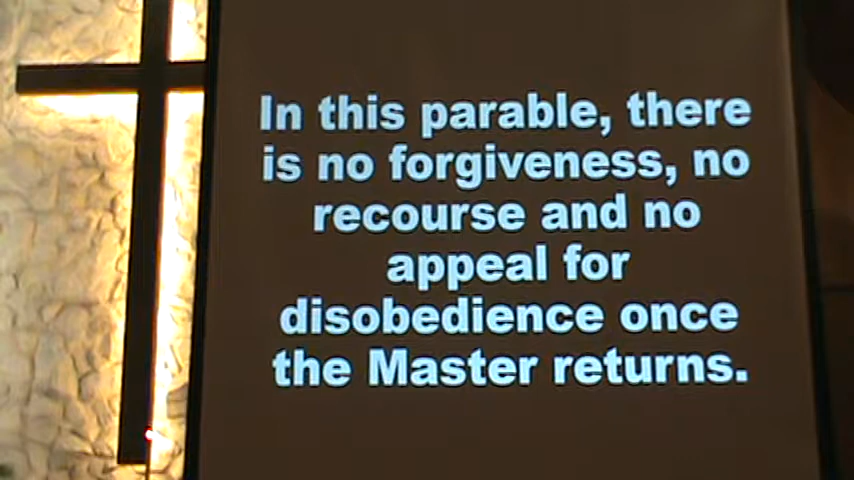 In this parable, there
is no forgiveness, no
recourse and no
appeal for
disobedience once
the Master returns.